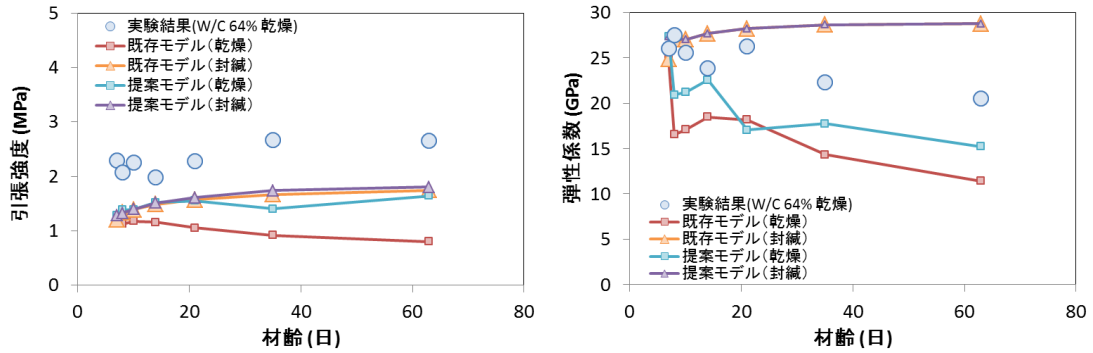 5
4
3
2
1
0
引張強度 (MPa)
実験結果(W/C 64% 乾燥)
既存モデル(乾燥)
既存モデル(封緘)
提案モデル(乾燥)
提案モデル(封緘)
0
20
40
60
80
材齢 (日)
30
25
20
15
10
5
0
弾性係数 (GPa)
実験結果(W/C 64% 乾燥)
既存モデル(乾燥)
既存モデル(封緘)
提案モデル(乾燥)
提案モデル(封緘)
0
20
40
60
80
材齢 (日)